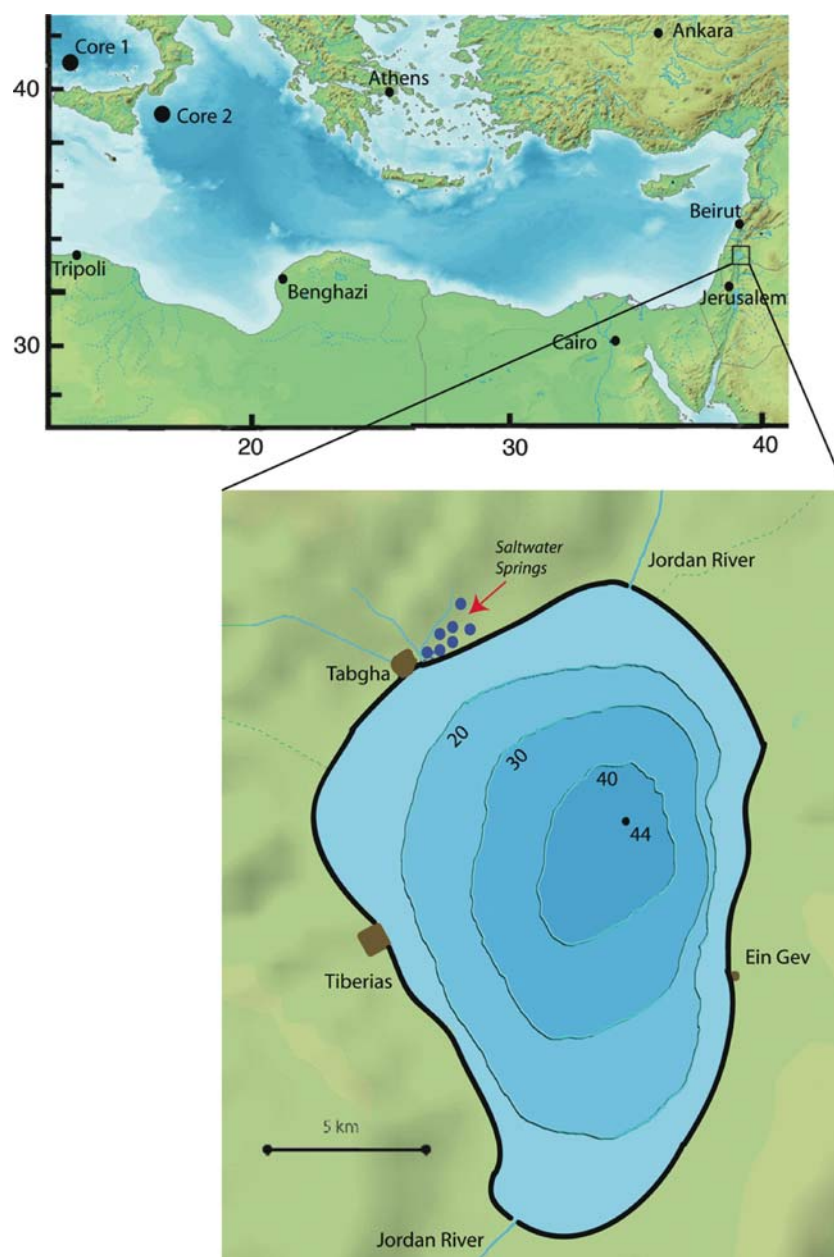 Core 1
Ankara
40
Athens
Core 2
Beirut
Tripoli
Benghazi
Jerusalem
30
Cairo
20
30
40
Saltwater
Springs
Jordan River
Tabgha
20
30
40
44
Ein Gev
Tiberias
5 km
Jordan River